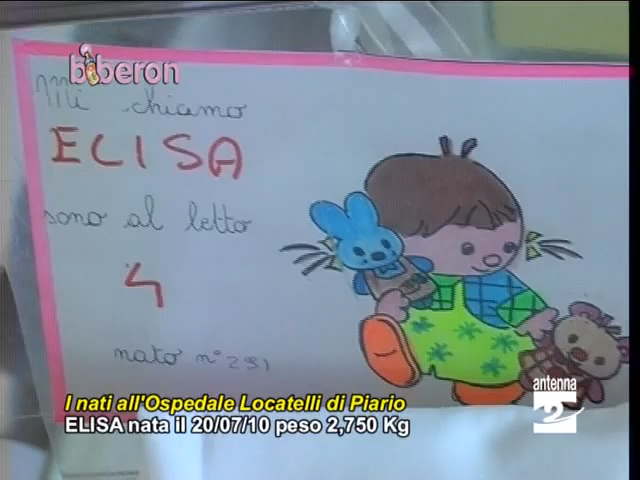 biberon
Mi chiamo
ELISA
sono al letto
4
nato n° 291
I nati all'Ospedale Locatelli di Piario
ELISA nata il 20/07/10 peso 2,750 Kg
antenna
2